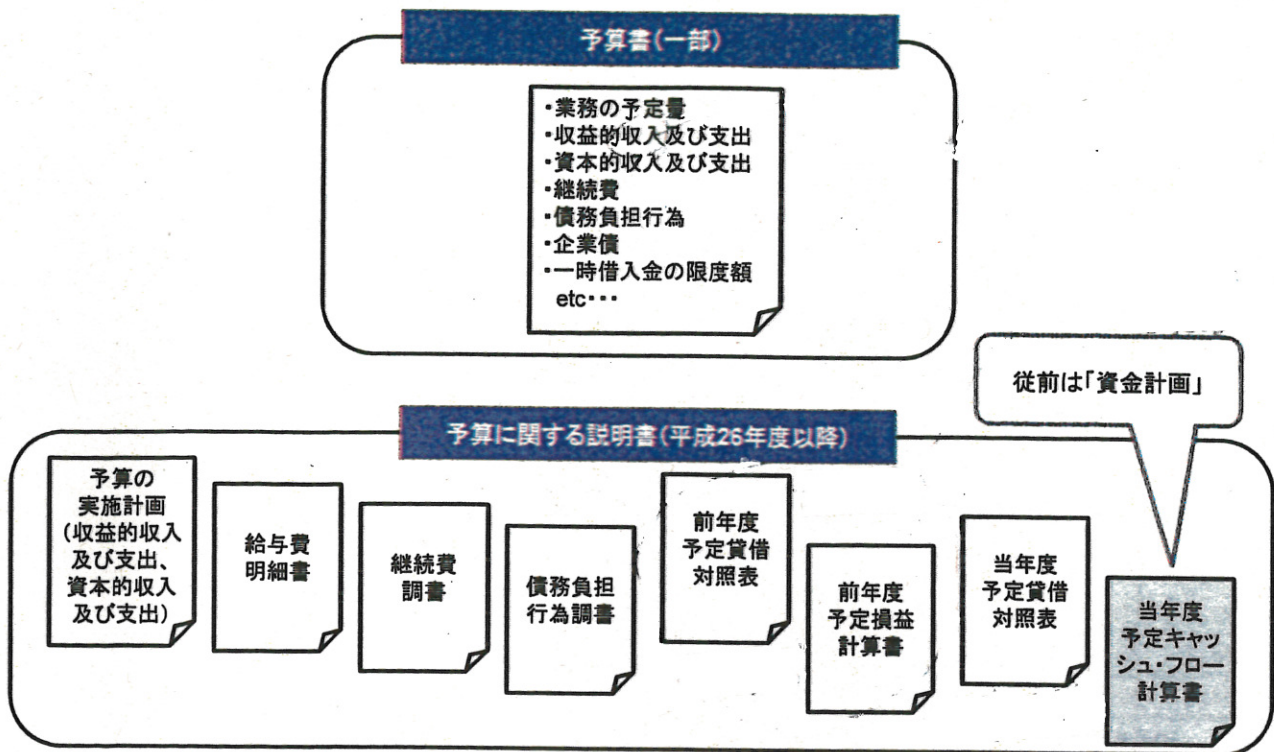 予算書(一部)
・業務の予定量
・収益的収入及び支出
・資本的収入及び支出
・継続費
・債務負担行為
・企業債
・一時借入金の限度額
etc・・・
従前は「資金計画」
予算に関する説明書(平成26年度以降)
予算の
実施計画
(収益的収入
及び支出、
資本的収入
及び支出)
給与費
明細書
継続費
調書
債務負担
行為調書
前年度
予定貸借
対照表
前年度
予定損益
計算書
当年度
予定貸借
対照表
当年度
予定キャッ
シュ・フロー
計算書